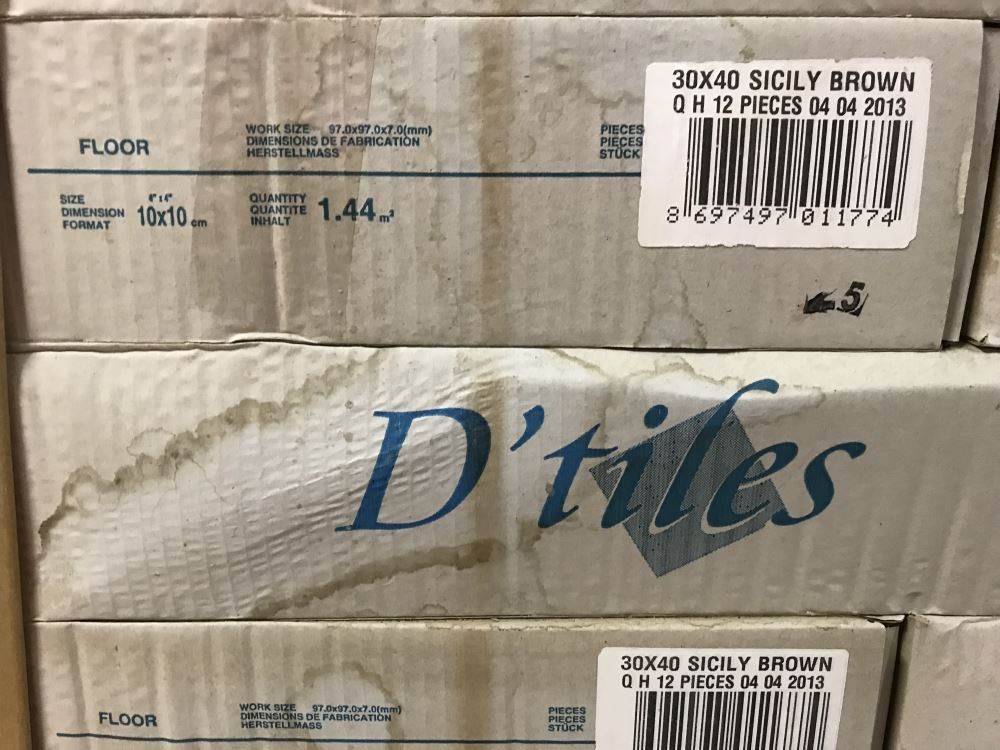 30X40 SICILY BROWN
Q H 12 PIECES 04 04 2013
8 697497 011774
FLOOR
WORK SIZE 97.0x97.0x7.0(mm)
DIMENSIONS DE FABRICATION
HERSTELLMASS
PIECES
PIECES
STÜCK
SIZE
DIMENSION
FORMAT
4"x4"
10x10 cm
QUANTITY
QUANTITE
INHALT
1.44 m²
5
D'tiles
30X40 SICILY BROWN
Q H 12 PIECES 04 04 2013
FLOOR
WORK SIZE 97.0x97.0x7.0(mm)
DIMENSIONS DE FABRICATION
HERSTELLMASS
PIECES
PIECES
STÜCK